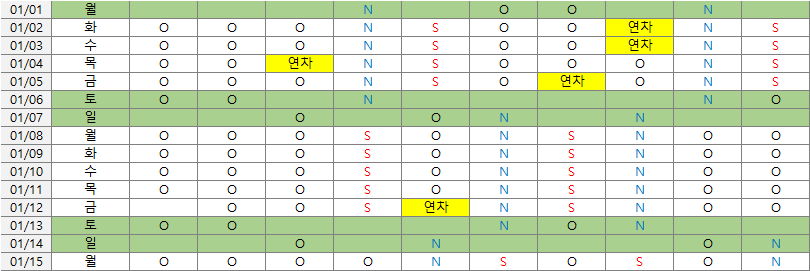 01/01 월 N O O N
01/02 화 O O O N S O O 연차 N S
01/03 수 O O O N S O O 연차 N S
01/04 목 O O 연차 N S O O O N S
01/05 금 O O O N S O 연차 O N S
01/06 토 O O N N O
01/07 일 O O N N
01/08 월 O O O S O N S N O O
01/09 화 O O O S O N S N O O
01/10 수 O O O S O N S N O O
01/11 목 O O O S O N S N O O
01/12 금 O O S 연차 N S N O O
01/13 토 O O N O N
01/14 일 O N O N
01/15 월 O O O O N S O S O N